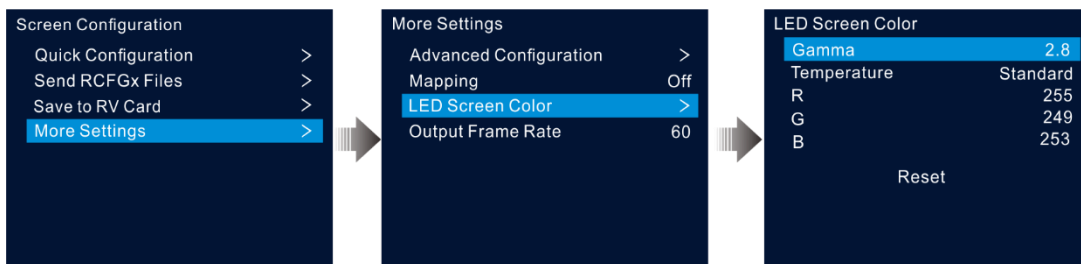 Screen Configuration
Quick Configuration >
Send RCFGx Files >
Save to RV Card >
More Settings >
More Settings
Advanced Configuration >
Mapping Off
LED Screen Color >
Output Frame Rate 60
LED Screen Color
Gamma 2.8
Temperature Standard
R 255
G 249
B 253
Reset